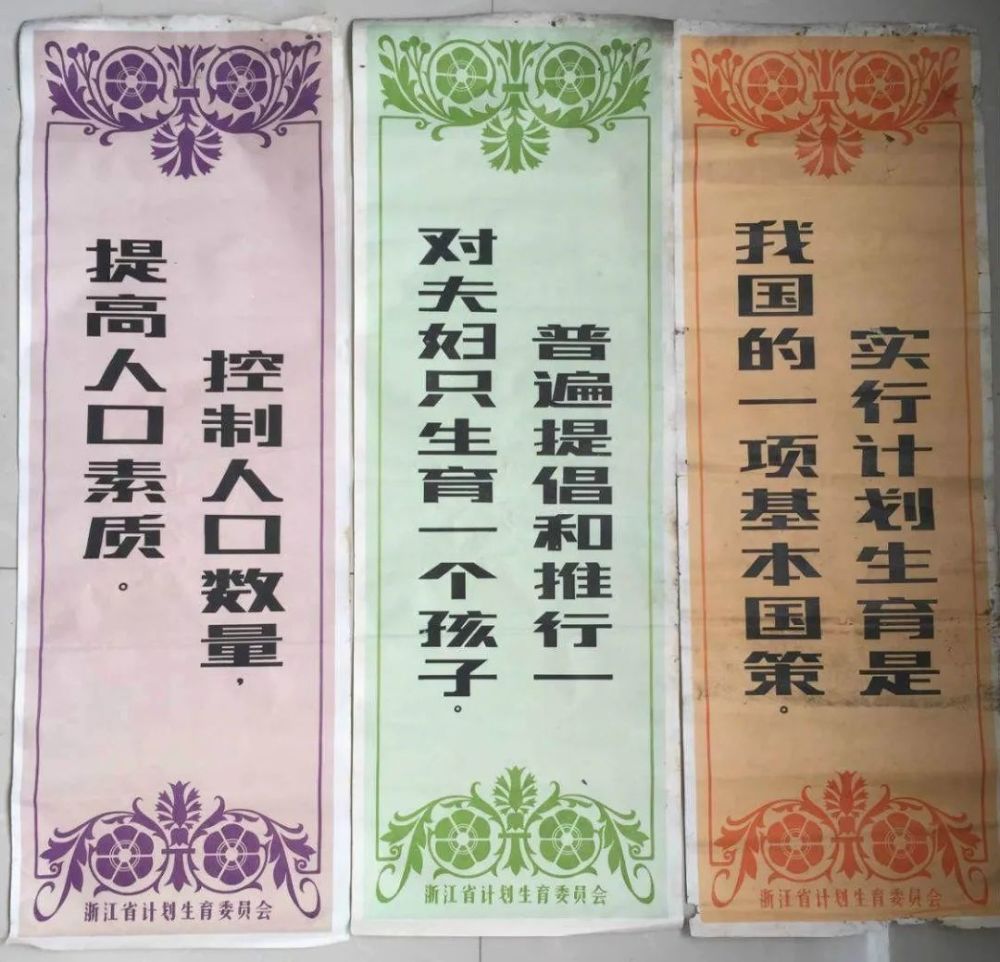 实行计划生育是
我国的一项基本国策。
浙江省计划生育委员会
普遍提倡和推行一
对夫妇只生育一个孩子。
浙江省计划生育委员会
控制人口数量，
提高人口素质。
浙江省计划生育委员会